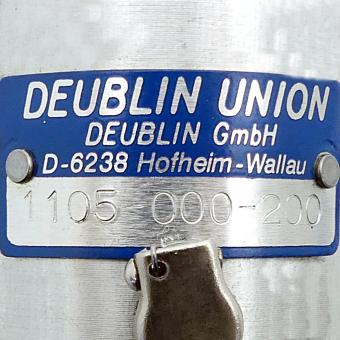 DEUBLIN UNION
DEUBLIN GmbH
D-6238 Hofheim-Wallau
1105-000-200